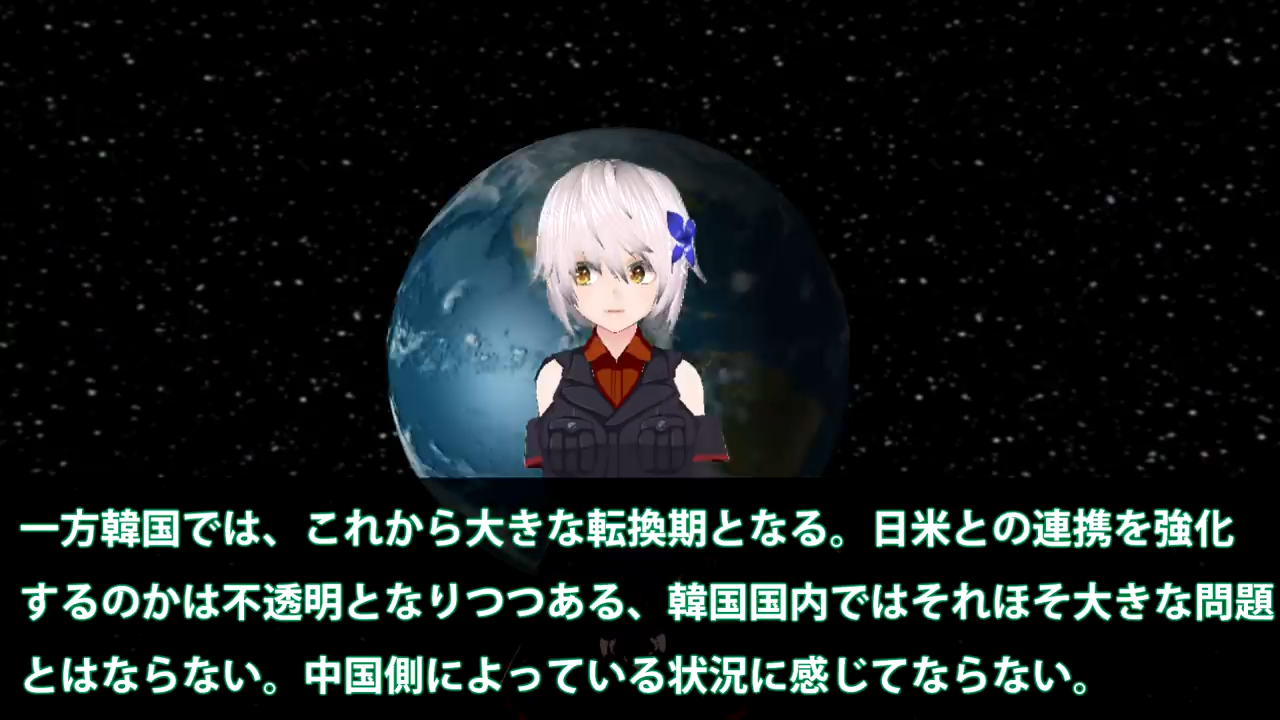 一方韓国では、これから大きな転換期となる。日米との連携を強化
するのかは不透明となりつつある、韓国国内ではそれほそ大きな問題
とはならない。中国側によっている状況に感じてならない。